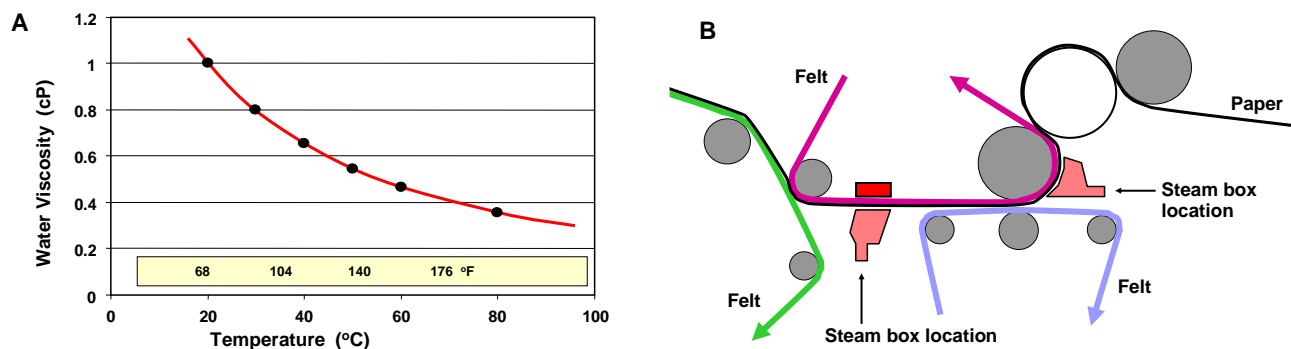 A
Water Viscosity (cP)
1.2
1
0.8
0.6
0.4
0.2
0
68 104 140 176 °F
0 20 40 60 80 100
Temperature (°C)
B
Felt
Paper
Steam box
location
Felt
Felt
Steam box location